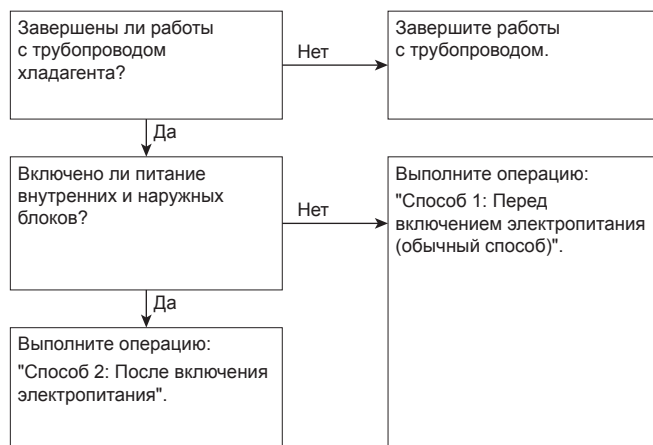 Завершены ли работы
с трубопроводом
хладагента?
Нет
Завершите работы
с трубопроводом.
Да
Включено ли питание
внутренних и наружных
блоков?
Нет
Выполните операцию:
"Способ 1: Перед
включением электропитания
(обычный способ)".
Да
Выполните операцию:
"Способ 2: После включения
электропитания".